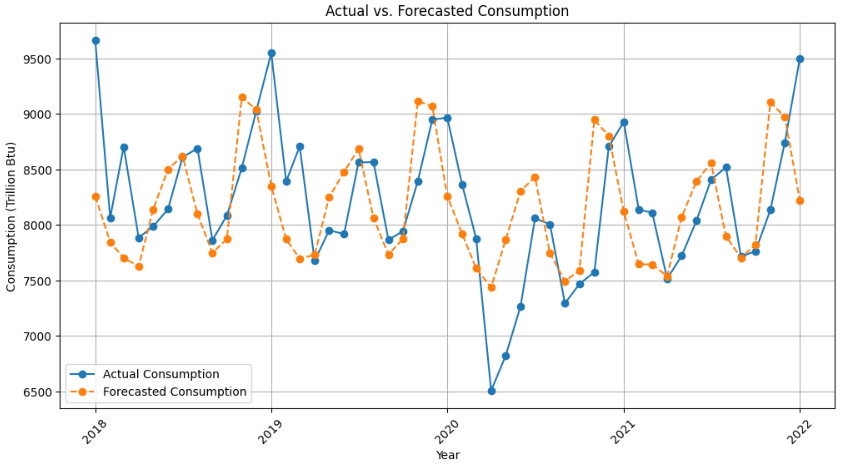 Actual vs. Forecasted Consumption
Consumption (Trillion Btu)
9500
9000
8500
8000
7500
7000
6500
Actual Consumption
Forecasted Consumption
2018
2019
2020
2021
2022
Year